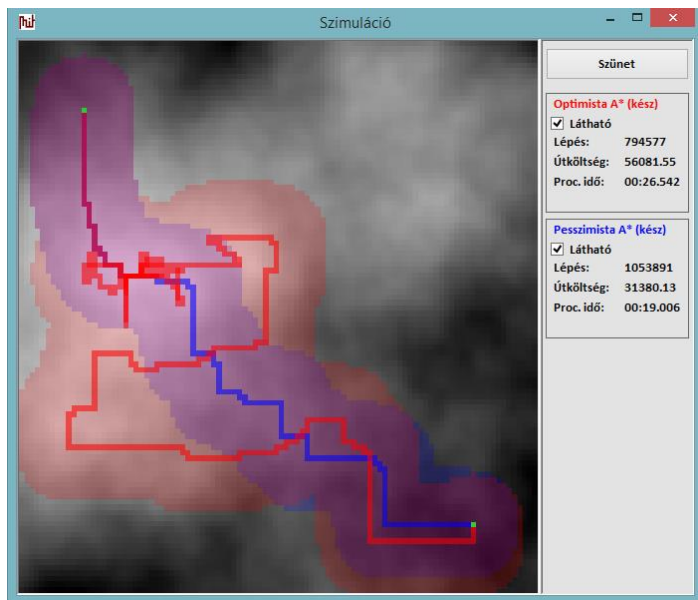 Szimuláció
Szünet
Optimista A* (kész)
Látható
Lépés: 794577
Útköltség: 56081.55
Proc. idő: 00:26.542
Pesszimista A* (kész)
Látható
Lépés: 1053891
Útköltség: 31380.13
Proc. idő: 00:19.006